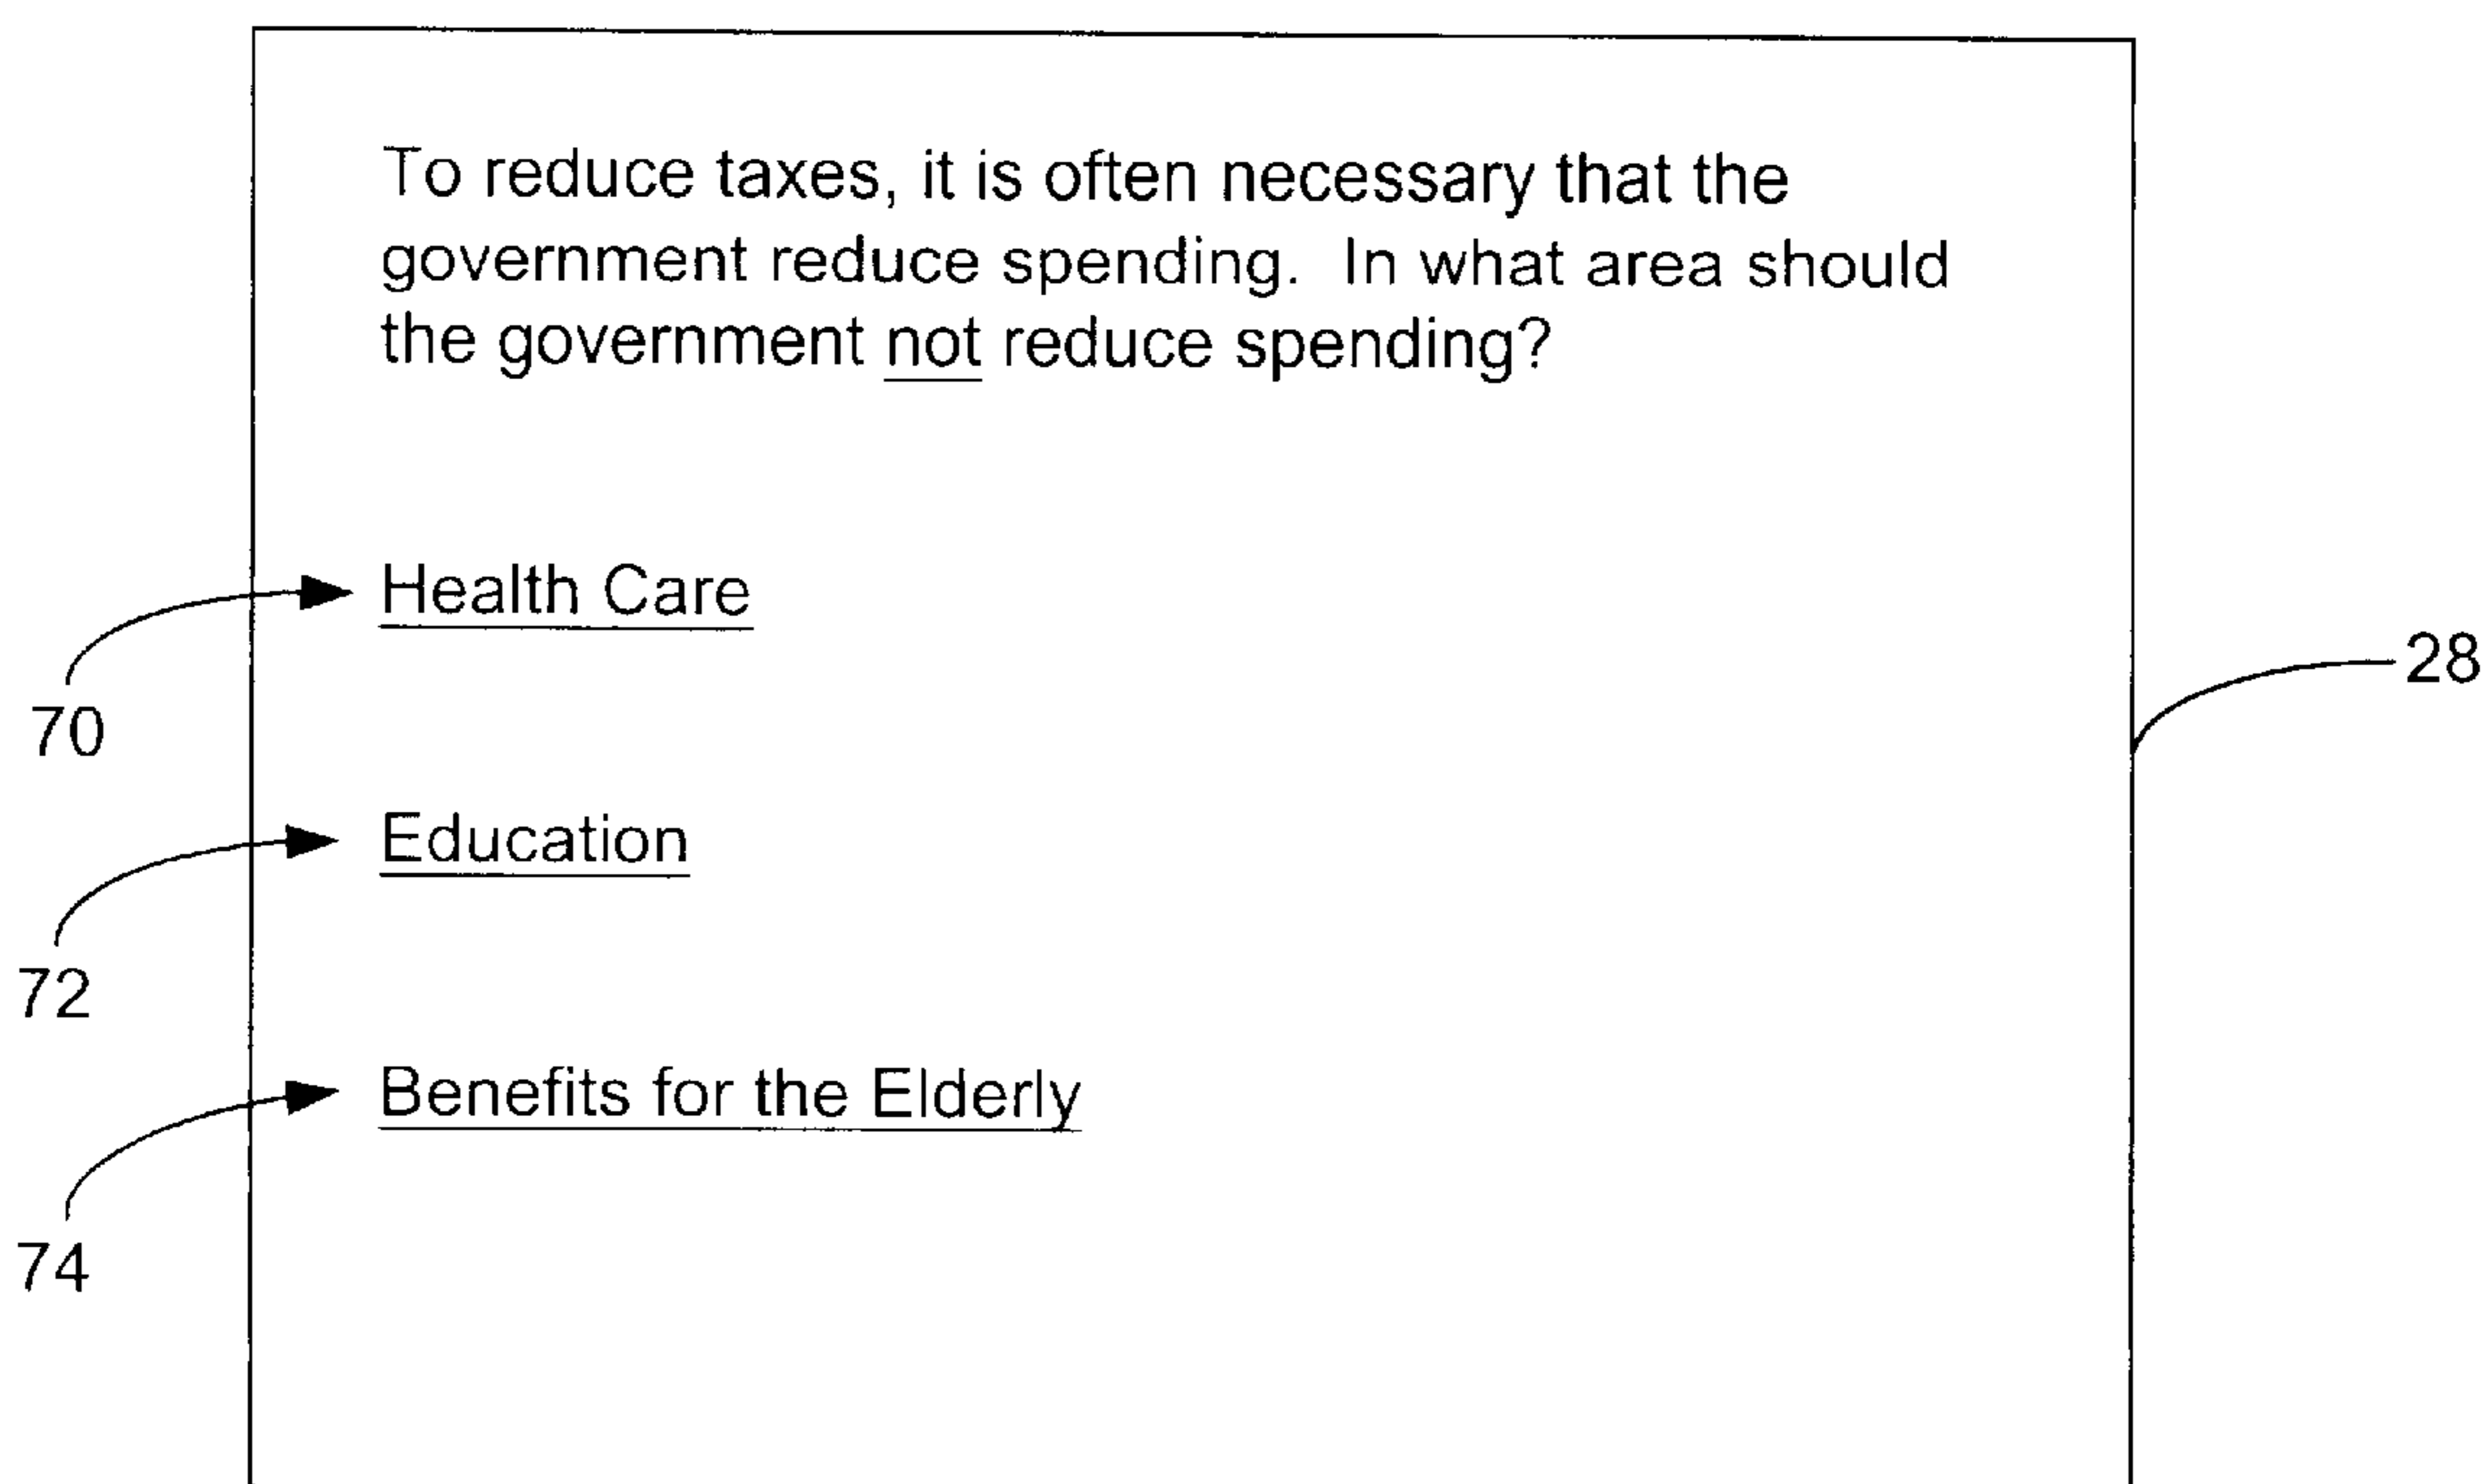 To reduce taxes, it is often necessary that the
government reduce spending. In what area should
the government not reduce spending?
Health Care
28
70
Education
72
Benefits for the Elderly
74